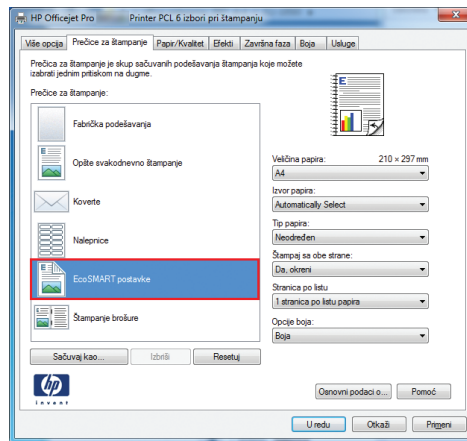 HP Officejet Pro Printer PCL 6 izbori pri štampanju
Više opcija Prečice za štampanje Papir/Kvalitet Efekti Završna faza Boja Usluge
Prečica za štampanje je skup sačuvanih podešavanja štampanja koje možete
izabrati jednim pritiskom na dugme.
Prečice za štampanje:
Fabrička podešavanja
Opšte svakodnevno štampanje
Koverte
Nalepnice
EcoSMART postavke
Štampanje brošure
Sačuvaj kao... Izbriši Resetuj
E
Veličina papira: 210 × 297 mm
A4
Izvor papira:
Automatically Select
Tip papira:
Neodređen
Štampaj sa obe strane:
Da, okreni
Stranica po listu
1 stranica po listu papira
Opcije boja:
Boja
hp
invent
Osnovni podaci o... Pomoć
U redu Otkaži Primeni